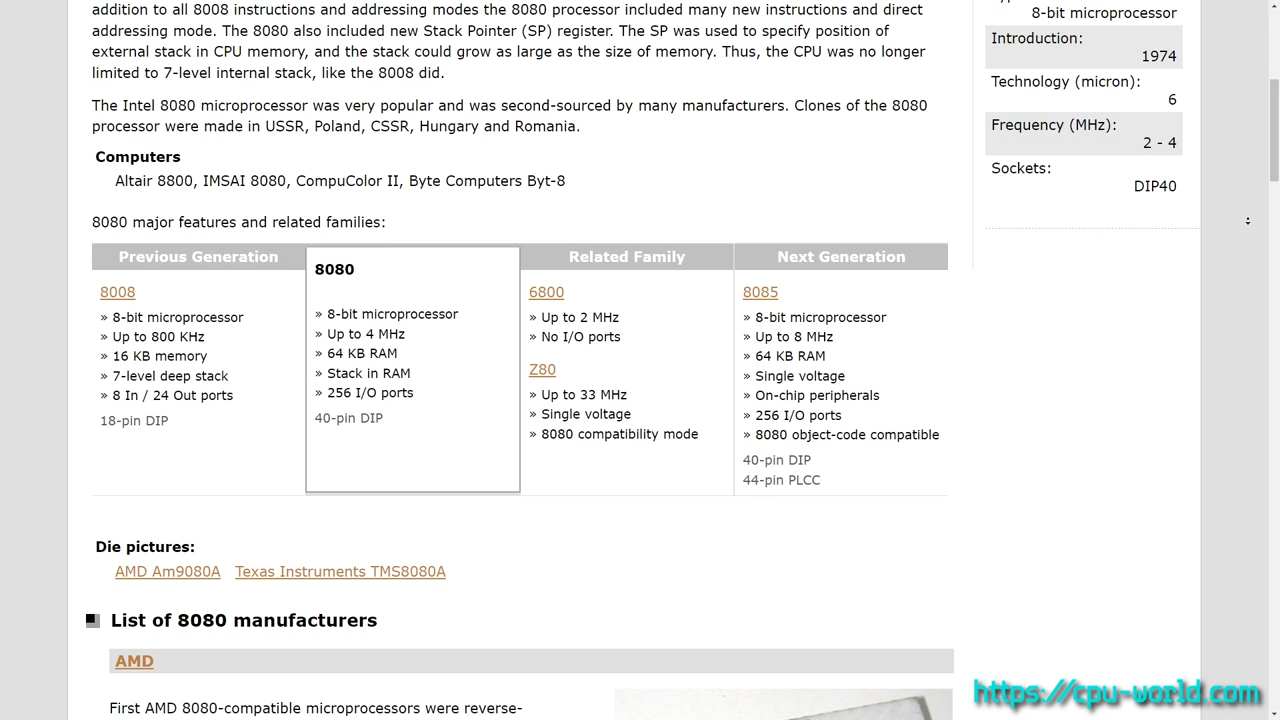 addition to all 8008 instructions and addressing modes the 8080 processor included many new instructions and direct
addressing mode. The 8080 also included new Stack Pointer (SP) register. The SP was used to specify position of
external stack in CPU memory, and the stack could grow as large as the size of memory. Thus, the CPU was no longer
limited to 7-level internal stack, like the 8008 did.
The Intel 8080 microprocessor was very popular and was second-sourced by many manufacturers. Clones of the 8080
processor were made in USSR, Poland, CSSR, Hungary and Romania.
Computers
Altair 8800, IMSAI 8080, CompuColor II, Byte Computers Byt-8
8080 major features and related families:
Previous Generation
8008
» 8-bit microprocessor
» Up to 800 KHz
» 16 KB memory
» 7-level deep stack
» 8 In / 24 Out ports
18-pin DIP
8080
» 8-bit microprocessor
» Up to 4 MHz
» 64 KB RAM
» Stack in RAM
» 256 I/O ports
40-pin DIP
Related Family
6800
» Up to 2 MHz
» No I/O ports
Z80
» Up to 33 MHz
» Single voltage
» 8080 compatibility mode
Next Generation
8085
» 8-bit microprocessor
» Up to 8 MHz
» 64 KB RAM
» Single voltage
» On-chip peripherals
» 256 I/O ports
» 8080 object-code compatible
40-pin DIP
44-pin PLCC
Die pictures:
AMD Am9080A Texas Instruments TMS8080A
List of 8080 manufacturers
AMD
First AMD 8080-compatible microprocessors were reverse-
8-bit microprocessor
Introduction:
1974
Technology (micron):
6
Frequency (MHz):
2 - 4
Sockets:
DIP40
https://cpu-world.com